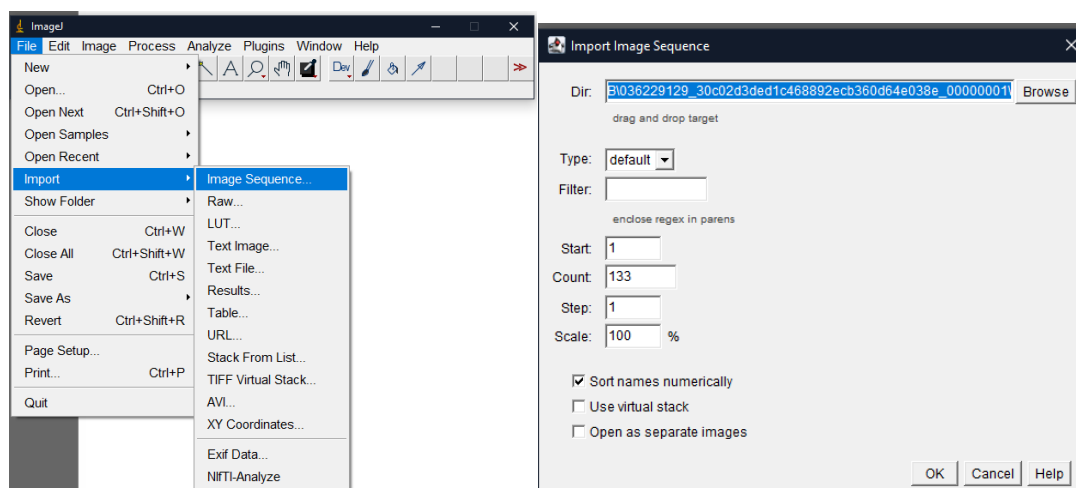 ImageJ
File Edit Image Process Analyze Plugins Window Help
Dev
New
Open... Ctrl+O
Open Next Ctrl+Shift+O
Open Samples
Open Recent
Import
Show Folder
Close Ctrl+W
Close All Ctrl+Shift+W
Save Ctrl+S
Save As
Revert Ctrl+Shift+R
Page Setup...
Print... Ctrl+P
Quit
Image Sequence...
Raw...
LUT...
Text Image...
Text File...
Results...
Table...
URL...
Stack From List...
TIFF Virtual Stack...
AVI...
XY Coordinates...
Exif Data...
NIfTI-Analyze
Import Image Sequence
Dir: B\036229129_30c02d3ded1c468892ecb360d64e038e_00000001\ Browse
drag and drop target
Type: default
Filter:
enclose regex in parens
Start: 1
Count: 133
Step: 1
Scale: 100 %
Sort names numerically
Use virtual stack
Open as separate images
OK Cancel Help